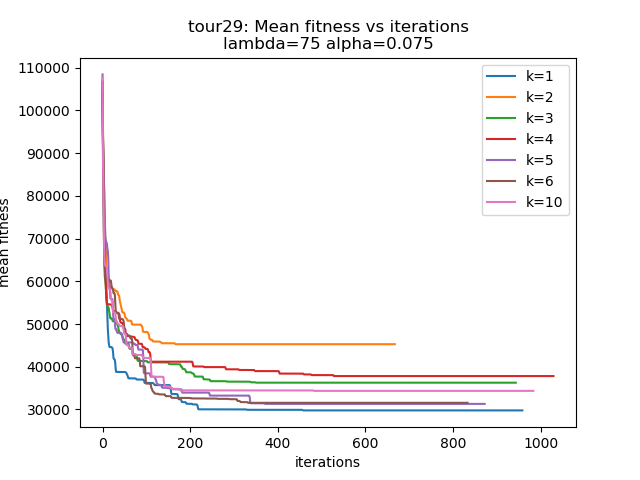 tour29: Mean fitness vs iterations
lambda=75 alpha=0.075
110000
100000
90000
80000
70000
60000
50000
40000
30000
mean fitness
0
200
400
600
800
1000
iterations
k=1
k=2
k=3
k=4
k=5
k=6
k=10